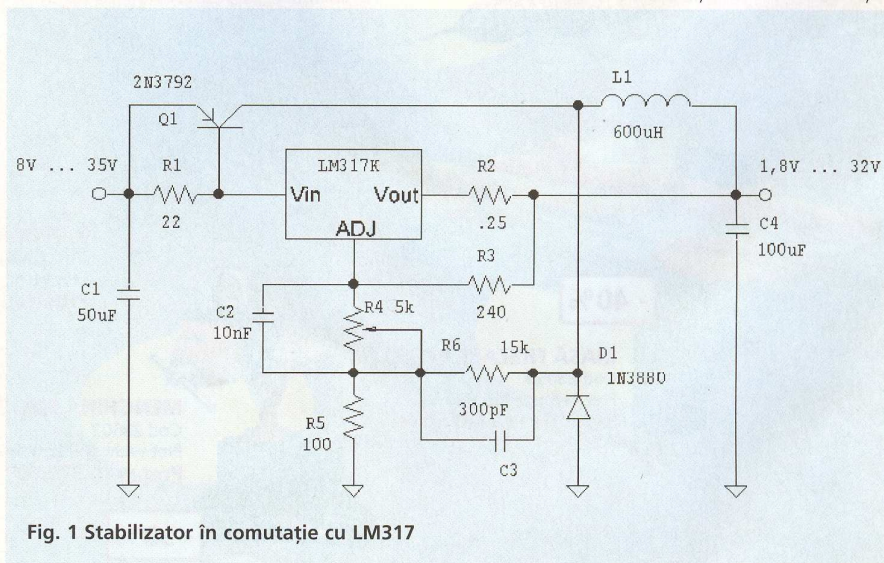 2N3792
Q1
L1
600uH
8V ... 35V
R1
22
LM317K
Vin
Vout
ADJ
R2
.25
1,8V ... 32V
C4
100uF
R3
240
C1
50uF
C2
10nF
R4 5k
R6
15k
D1
1N3880
300pF
C3
R5
100
Fig. 1 Stabilizator în comutație cu LM317